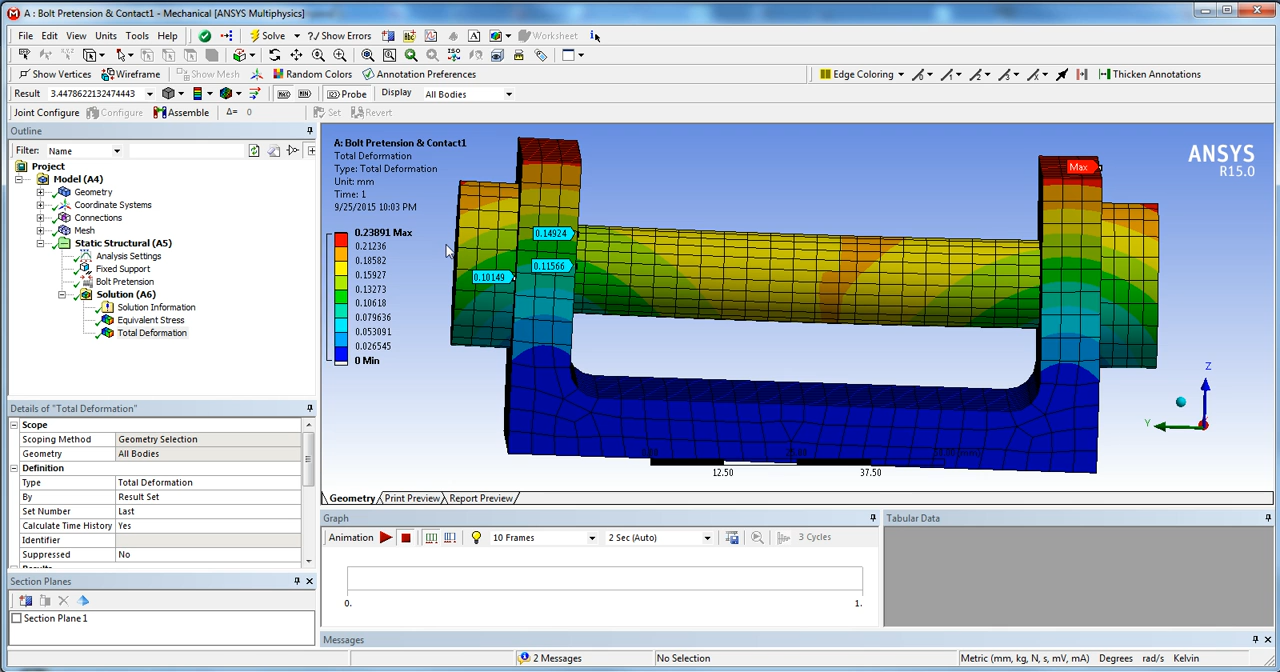 A : Bolt Pretension & Contact1 - Mechanical [ANSYS Multiphysics]
File Edit View Units Tools Help Solve ?/ Show Errors Worksheet
Show Vertices Wireframe Show Mesh Random Colors Annotation Preferences Edge Coloring Thicken Annotations
Result 3.4478622132474443 Probe Display All Bodies
Joint Configure Configure Assemble Δ= 0 Set Revert
Outline
Filter: Name
Project
Model (A4)
Geometry
Coordinate Systems
Connections
Mesh
Static Structural (A5)
Analysis Settings
Fixed Support
Bolt Pretension
Solution (A6)
Solution Information
Equivalent Stress
Total Deformation
Details of "Total Deformation"
Scope
Scoping Method Geometry Selection
Geometry All Bodies
Definition
Type Total Deformation
By Result Set
Set Number Last
Calculate Time History Yes
Identifier
Suppressed No
Section Planes
Section Plane 1
A: Bolt Pretension & Contact1
Total Deformation
Type: Total Deformation
Unit: mm
Time: 1
9/25/2015 10:03 PM
0.23891 Max
0.21236
0.18582
0.15927
0.13273
0.10618
0.079636
0.053091
0.026545
0 Min
ANSYS
R15.0
Max
0.14924
0.11566
0.10149
Z
Y
12.50
37.50
Geometry Print Preview Report Preview
Graph
Animation 10 Frames 2 Sec (Auto) 3 Cycles
0.
1.
Tabular Data
Messages
2 Messages No Selection Metric (mm, kg, N, s, mV, mA) Degrees rad/s Kelvin